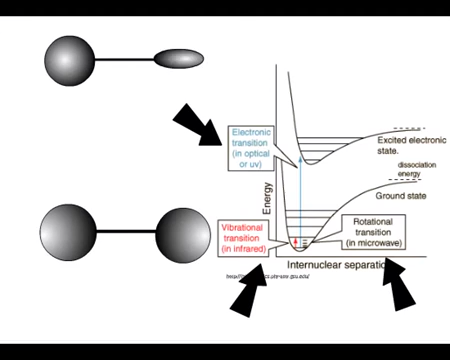 Electronic
transition
(in optical
or uv)
Excited electronic
state.
dissociation
energy
Ground state
Energy
Vibrational
transition
(in infrared)
Rotational
transition
(in microwave)
Internuclear separatio